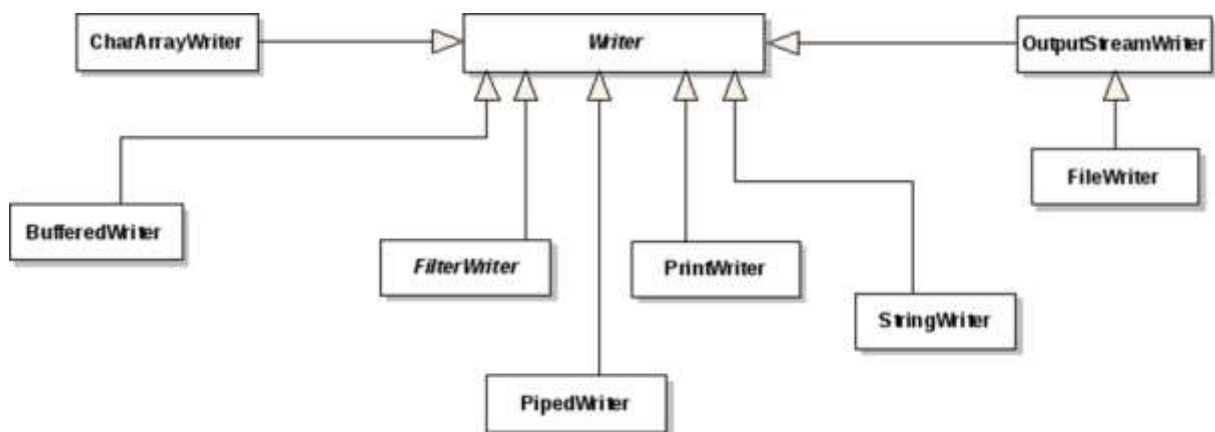 CharArrayWriter
Writer
OutputStreamWriter
FileWriter
BufferedWriter
FilterWriter
PrintWriter
StringWriter
PipedWriter